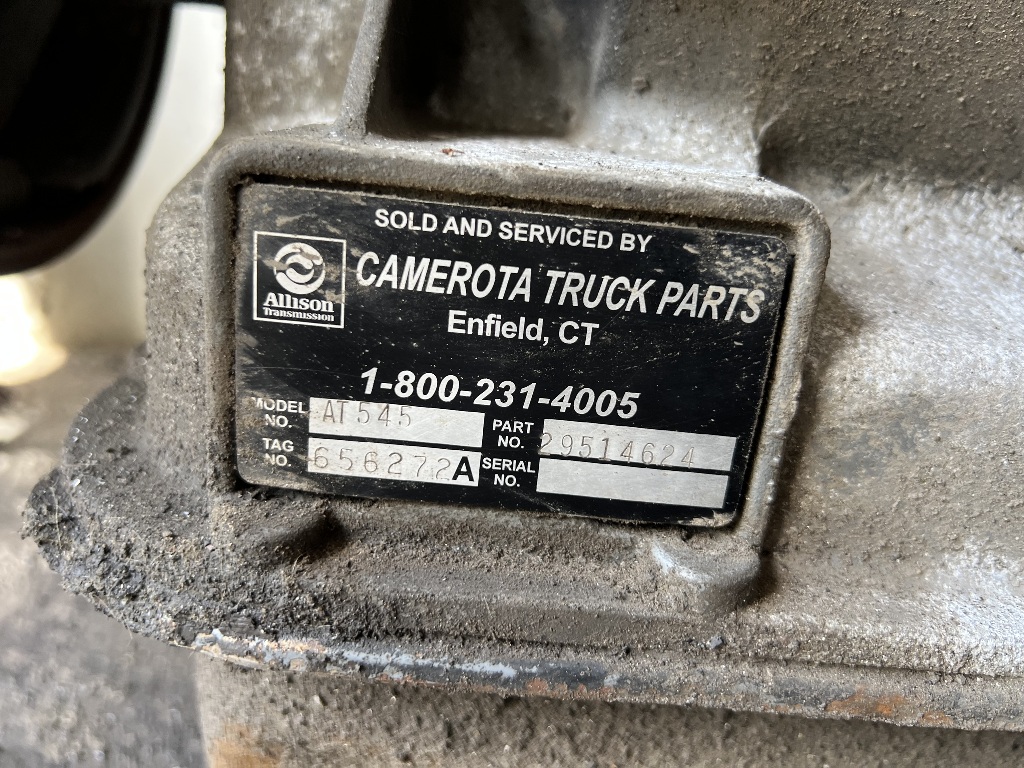 SOLD AND SERVICED BY
Allison
Transmission
CAMEROTA TRUCK PARTS
Enfield, CT
1-800-231-4005
MODEL NO. AT545
PART NO. 29514624
TAG NO. 656272A
SERIAL NO.